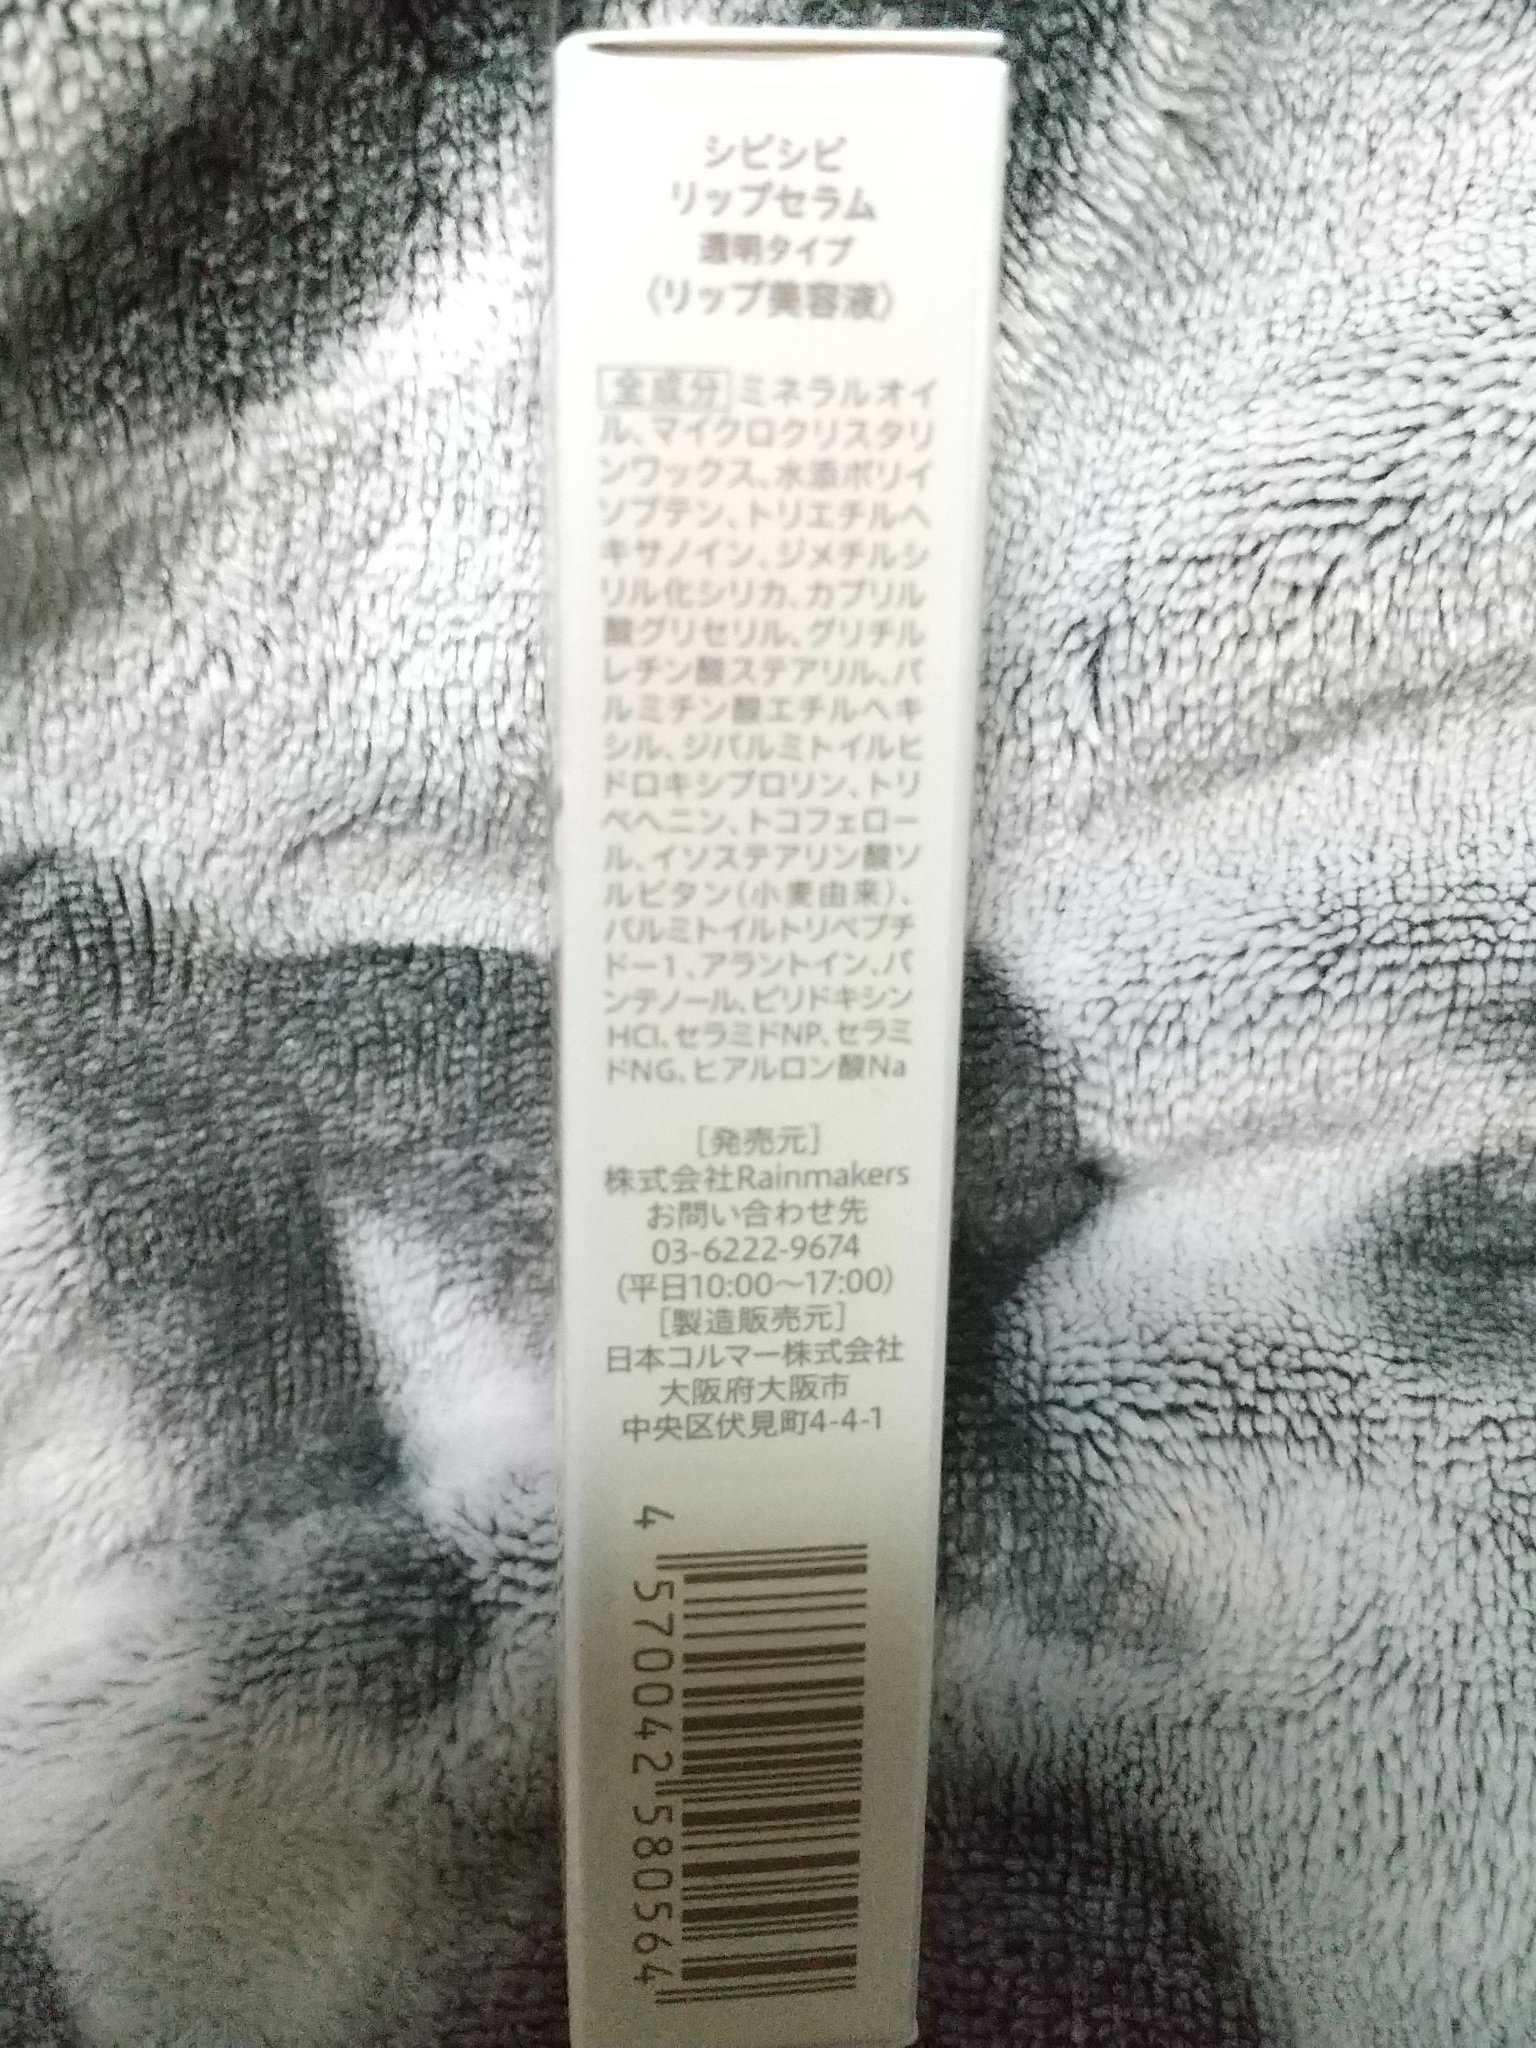 シピシピ
リップセラム
透明タイプ
〈リップ美容液〉
全成分 ミネラルオイ
ル、マイクロクリスタリ
ンワックス、水添ポリイ
ソブテン、トリエチルヘ
キサノイン、ジメチルシ
リル化シリカ、カプリル
酸グリセリル、グリチル
レチン酸ステアリル、パ
ルミチン酸エチルヘキ
シル、ジパルミトイルヒ
ドロキシプロリン、トリ
ベヘニン、トコフェロー
ル、イソステアリン酸ソ
ルビタン(小麦由来)、
パルミトイルトリペプチ
ドー1、アラントイン、パ
ンテノール、ピリドキシン
HCl、セラミドNP、セラミ
ドNG、ヒアルロン酸Na
[発売元]
株式会社Rainmakers
お問い合わせ先
03-6222-9674
(平日10:00〜17:00)
[製造販売元]
日本コルマー株式会社
大阪府大阪市
中央区伏見町4-4-1
4 570042 580564